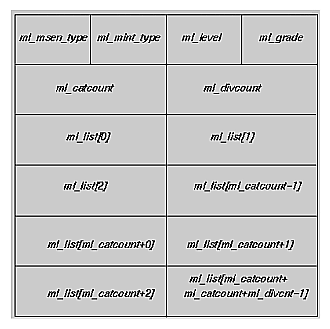 ml_msen_type ml_mint_type ml_level ml_grade
ml_catcount ml_divcount
ml_list[0] ml_list[1]
ml_list[2] ml_list[ml_catcount-1]
ml_list[ml_catcount+0] ml_list[ml_catcount+1]
ml_list[ml_catcount+2] ml_list[ml_catcount+
ml_catcount+ml_divcnt-1]